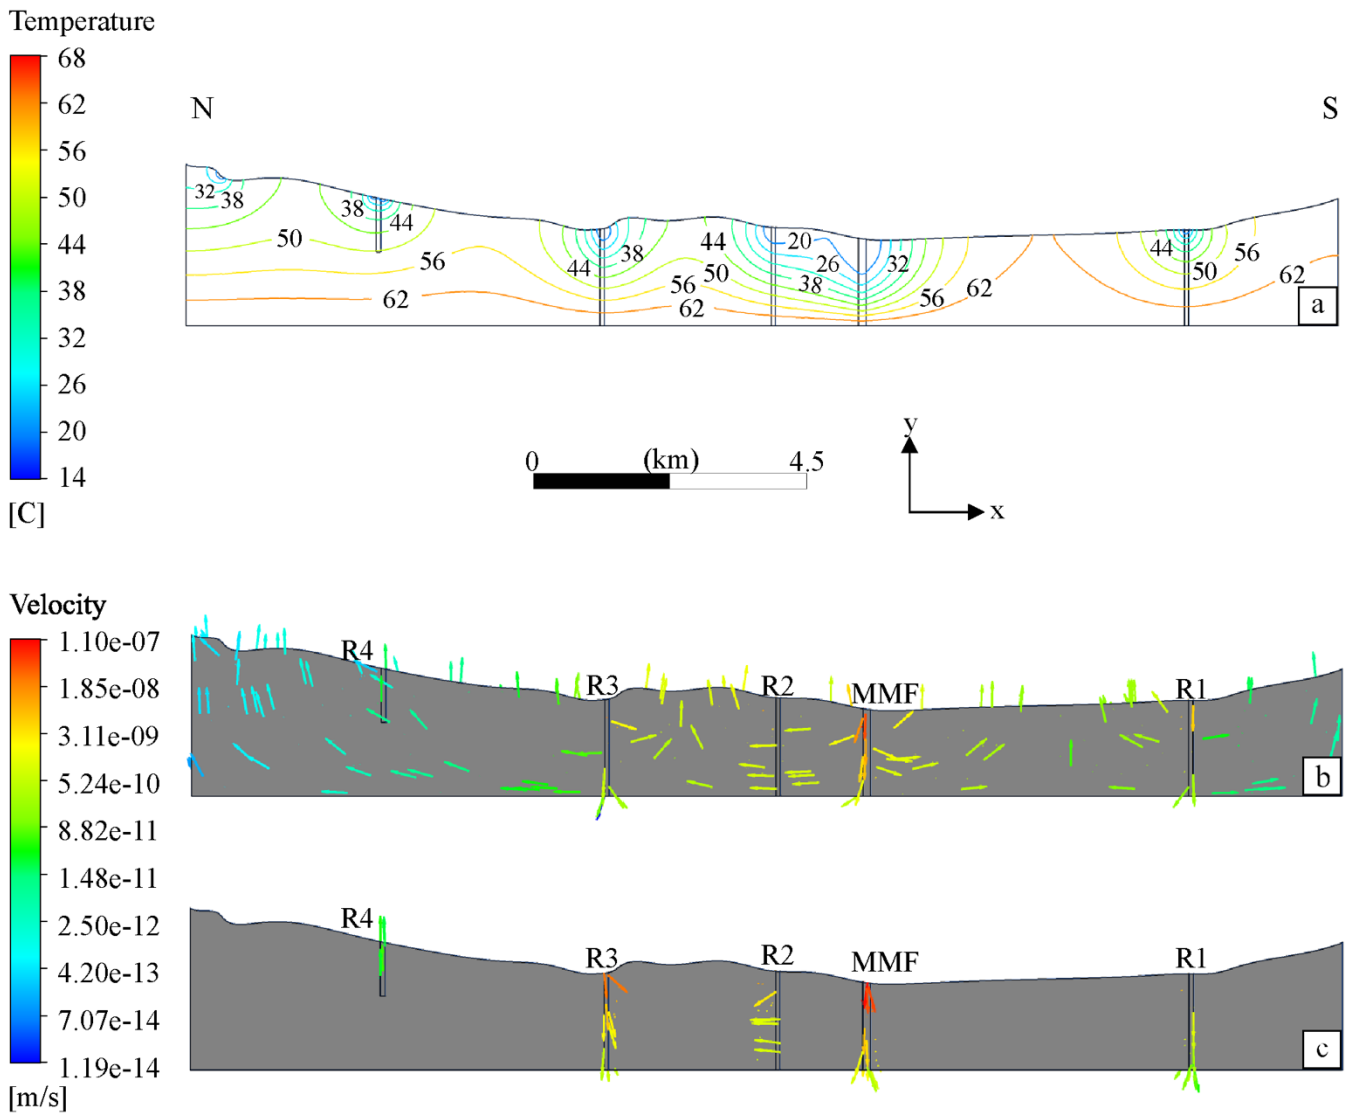 Temperature
68
62
56
50
44
38
32
26
20
14
[C]
N
S
32
38
50
38
44
56
62
44
38
44
50
56
62
20
26
38
32
56
62
44
50
56
62
a
0 (km) 4.5
y
x
Velocity
1.10e-07
1.85e-08
3.11e-09
5.24e-10
8.82e-11
1.48e-11
2.50e-12
4.20e-13
7.07e-14
1.19e-14
[m/s]
R4
R3
R2
MMF
R1
b
R4
R3
R2
MMF
R1
c